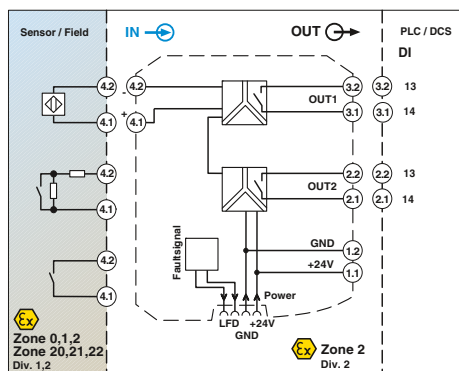 Sensor / Field
IN
OUT
PLC / DCS
DI
4.2
4.2
-
3.2
3.2
13
OUT1
4.1
+
4.1
3.1
3.1
14
4.2
2.2
2.2
13
OUT2
4.1
2.1
2.1
14
4.2
Faultsignal
GND
1.2
+24V
1.1
4.1
Power
LFD
+24V
GND
Ex
Zone 0,1,2
Zone 20,21,22
Div. 1,2
Ex
Zone 2
Div. 2